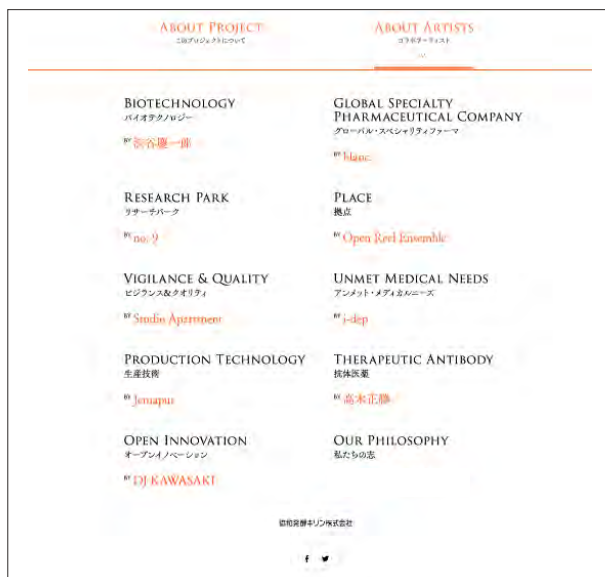 ABOUT PROJECT
このプロジェクトについて
ABOUT ARTISTS
コラボアーティスト
BIOTECHNOLOGY
バイオテクノロジー
BY 渋谷慶一郎
GLOBAL SPECIALTY
PHARMACEUTICAL COMPANY
グローバル・スペシャリティファーマ
BY blanc.
RESEARCH PARK
リサーチパーク
BY no. 9
PLACE
拠点
BY Open Reel Ensemble
VIGILANCE & QUALITY
ビジランス&クオリティ
BY Studio Apartment
UNMET MEDICAL NEEDS
アンメット・メディカルニーズ
BY i-dep
PRODUCTION TECHNOLOGY
生産技術
BY Jemapur
THERAPEUTIC ANTIBODY
抗体医薬
BY 高木正勝
OPEN INNOVATION
オープンイノベーション
BY DJ KAWASAKI
OUR PHILOSOPHY
私たちの志
協和発酵キリン株式会社